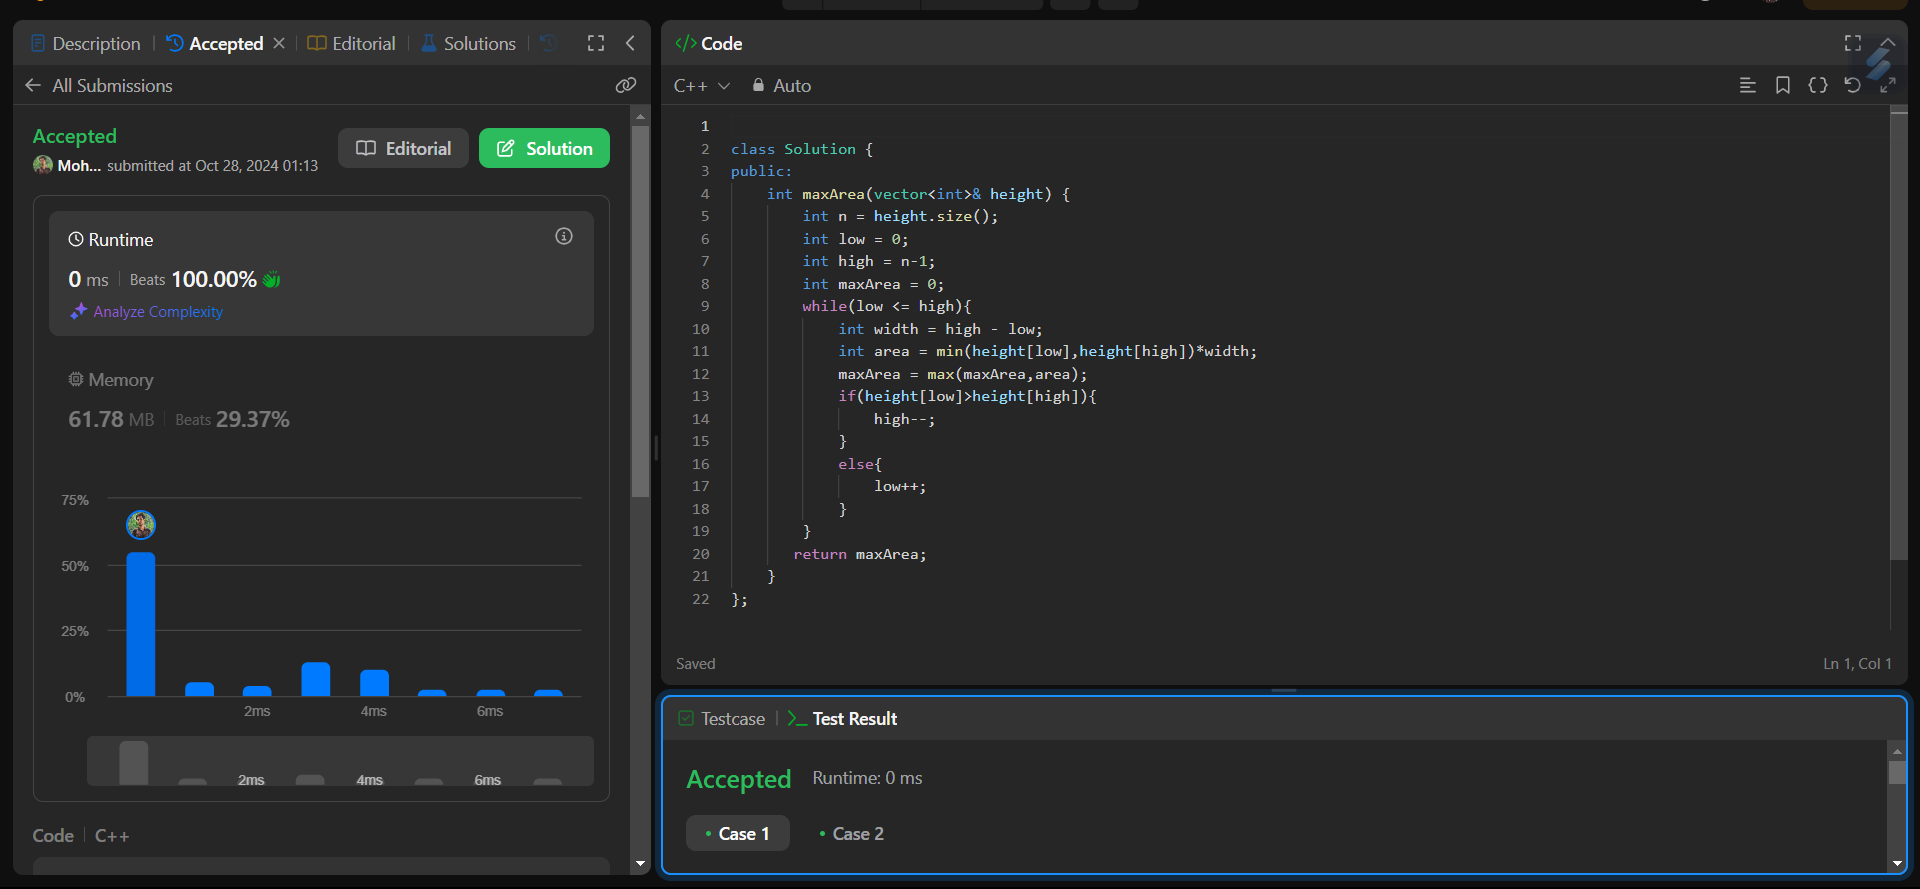 Description
Accepted
Editorial
Solutions
All Submissions
Accepted
Moh... submitted at Oct 28, 2024 01:13
Editorial
Solution
Runtime
0 ms
Beats 100.00%
Analyze Complexity
Memory
61.78 MB
Beats 29.37%
75%
50%
25%
0%
2ms
4ms
6ms
2ms
4ms
6ms
Code
C++
</> Code
C++
Auto
1
2 class Solution {
3 public:
4     int maxArea(vector<int>& height) {
5         int n = height.size();
6         int low = 0;
7         int high = n-1;
8         int maxArea = 0;
9         while(low <= high){
10             int width = high - low;
11             int area = min(height[low],height[high])*width;
12             maxArea = max(maxArea,area);
13             if(height[low]>height[high]){
14                 high--;
15             }
16             else{
17                 low++;
18             }
19         }
20        return maxArea;
21     }
22 };
Saved
Ln 1, Col 1
Testcase
Test Result
Accepted
Runtime: 0 ms
Case 1
Case 2